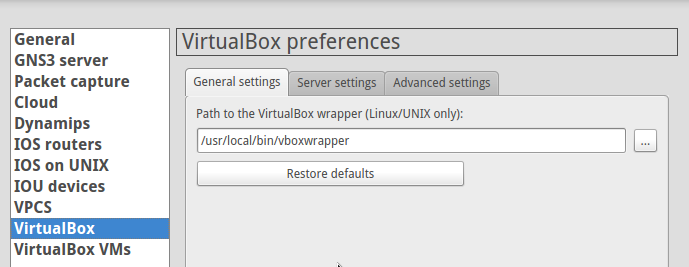 General
GNS3 server
Packet capture
Cloud
Dynamips
IOS routers
IOS on UNIX
IOU devices
VPCS
VirtualBox
VirtualBox VMs
VirtualBox preferences
General settings Server settings Advanced settings
Path to the VirtualBox wrapper (Linux/UNIX only):
/usr/local/bin/vboxwrapper ...
Restore defaults